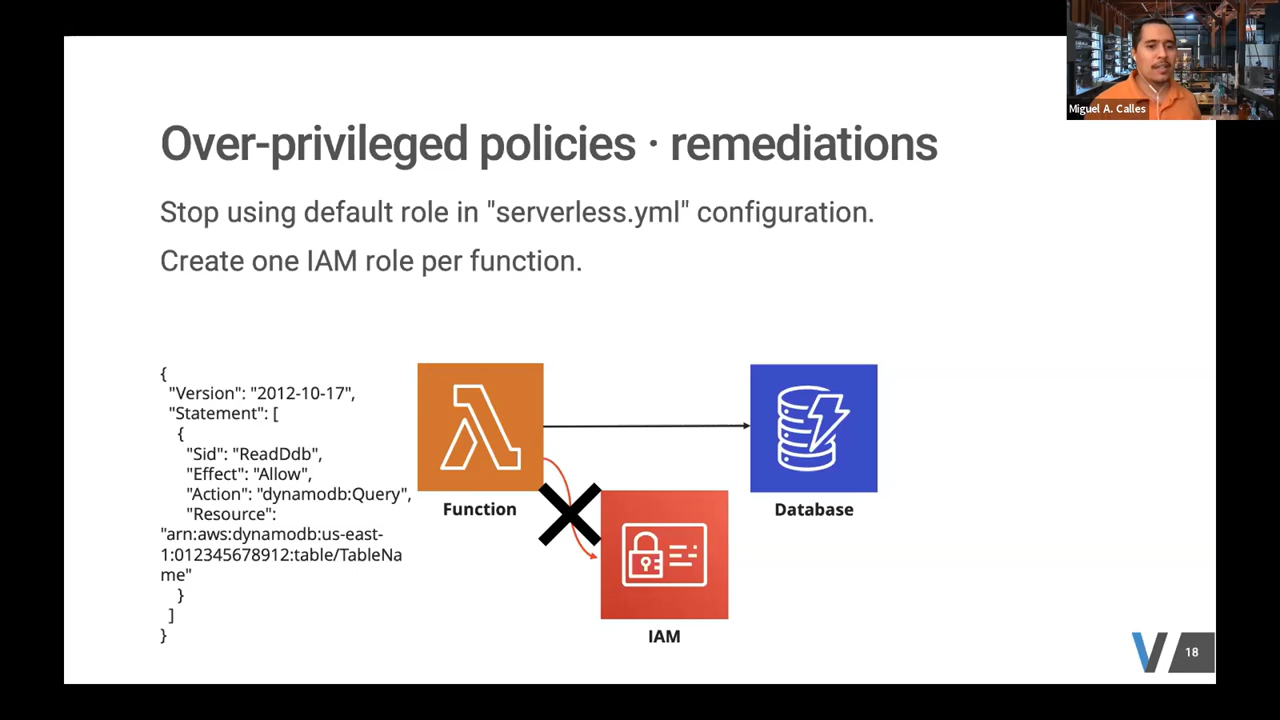 Miguel A. Calles
Over-privileged policies · remediations
Stop using default role in "serverless.yml" configuration.
Create one IAM role per function.
{
"Version": "2012-10-17",
"Statement": [
{
"Sid": "ReadDdb",
"Effect": "Allow",
"Action": "dynamodb:Query",
"Resource":
"arn:aws:dynamodb:us-east-
1:012345678912:table/TableNa
me"
}
]
}
Function
Database
IAM
18